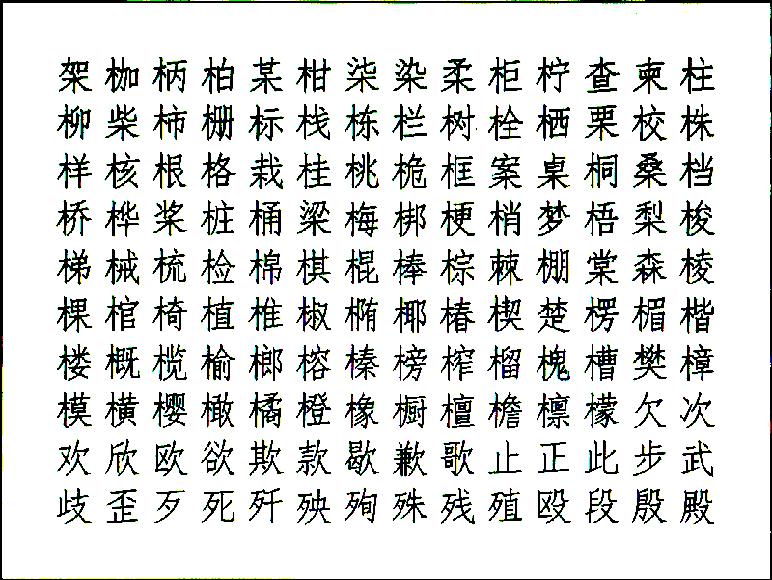 架枷柄柏某柑柒染柔柜柠查柬柱
柳柴柿栅标栈栋栏树栓栖栗校株
样核根格栽桂桃桅框案桌桐桑档
桥桦桨桩桶梁梅梆梗梢梦梧梨梭
梯械梳检棉棋棍棒棕棘棚棠森棱
棵棺椅植椎椒椭椰椿楔楚楞楣楷
楼概榄榆榔榕榛榜榨榴槐槽樊樟
模横樱橄橘橙橡橱檀檐檩檬欠次
欢欣欧欲欺款歇歉歌止正此步武
歧歪歹死歼殃殉殊残殖殴段殷殿